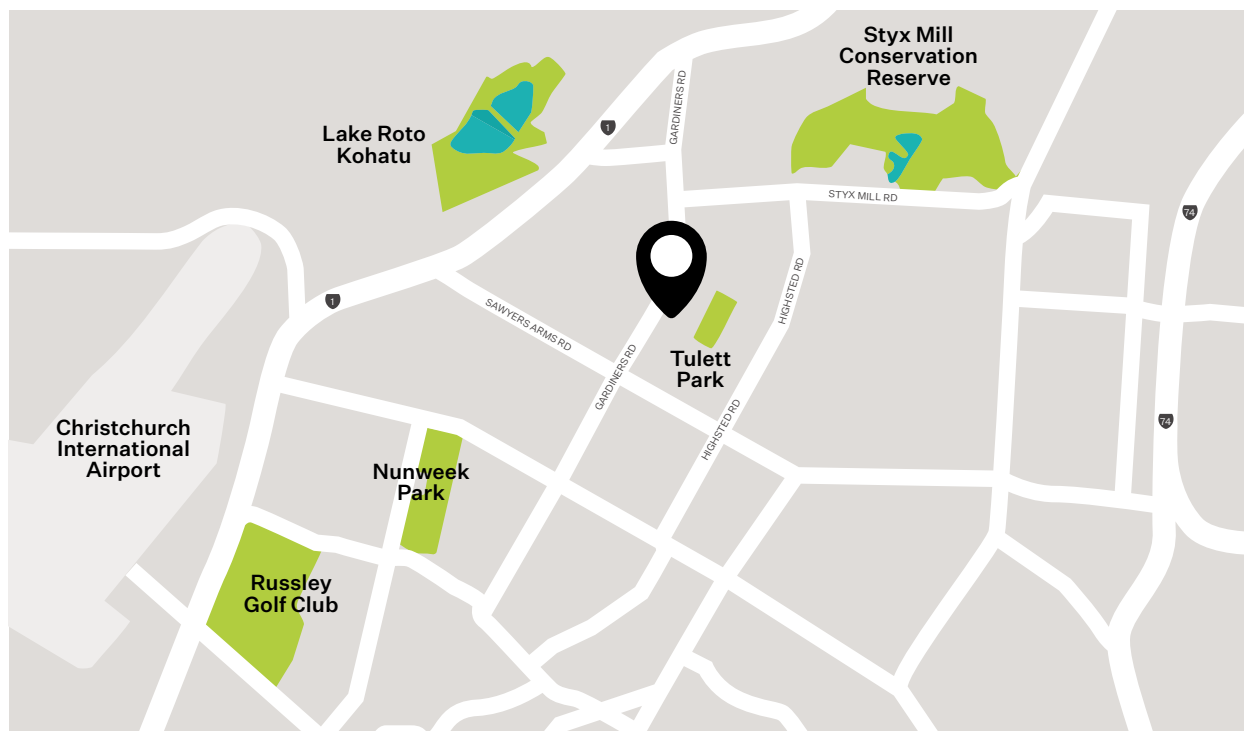 Styx Mill
Conservation
Reserve
GARDINERS RD
1
Lake Roto
Kohatu
STYX MILL RD
74
HIGHSTED RD
1
SAWYERS ARMS RD
Tulett
Park
GARDINERS RD
HIGHSTED RD
74
Christchurch
International
Airport
Nunweek
Park
Russley
Golf Club